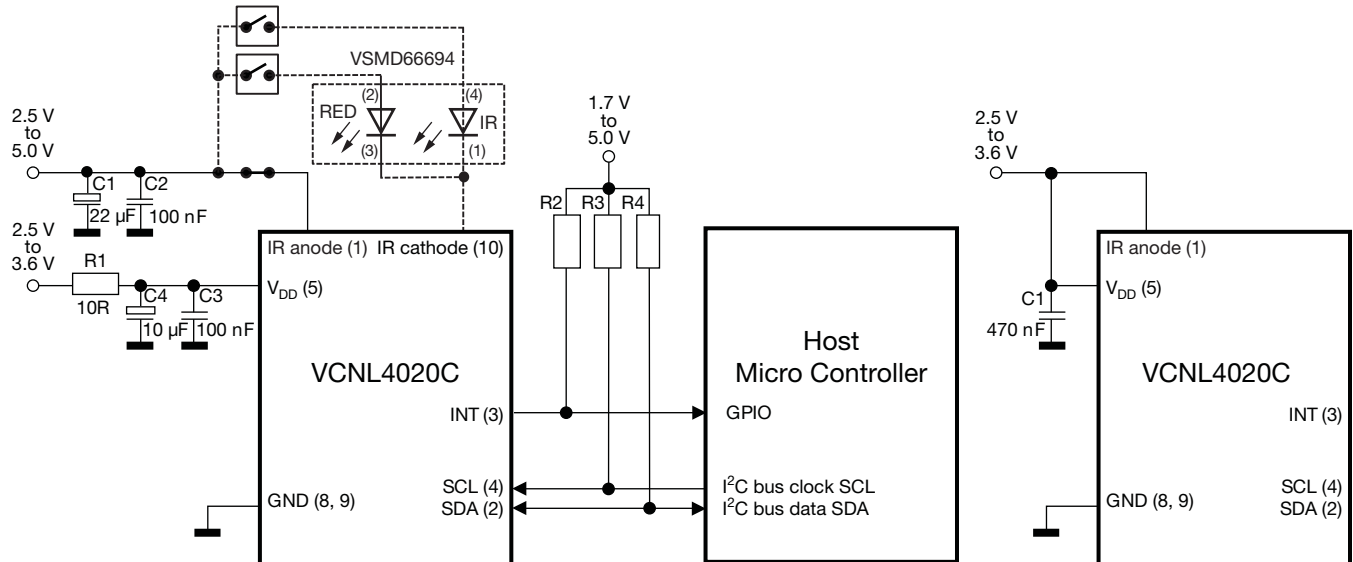 VSMD66694
(2)
(4)
RED
IR
(3)
(1)
2.5 V
to
5.0 V
C1
C2
22 µF
100 nF
2.5 V
to
3.6 V
R1
10R
C4
C3
10 µF
100 nF
IR anode (1)
IR cathode (10)
VDD (5)
VCNL4020C
INT (3)
SCL (4)
GND (8, 9)
SDA (2)
1.7 V
to
5.0 V
R2
R3
R4
Host
Micro Controller
GPIO
I2C bus clock SCL
I2C bus data SDA
2.5 V
to
3.6 V
IR anode (1)
VDD (5)
C1
470 nF
VCNL4020C
INT (3)
SCL (4)
GND (8, 9)
SDA (2)